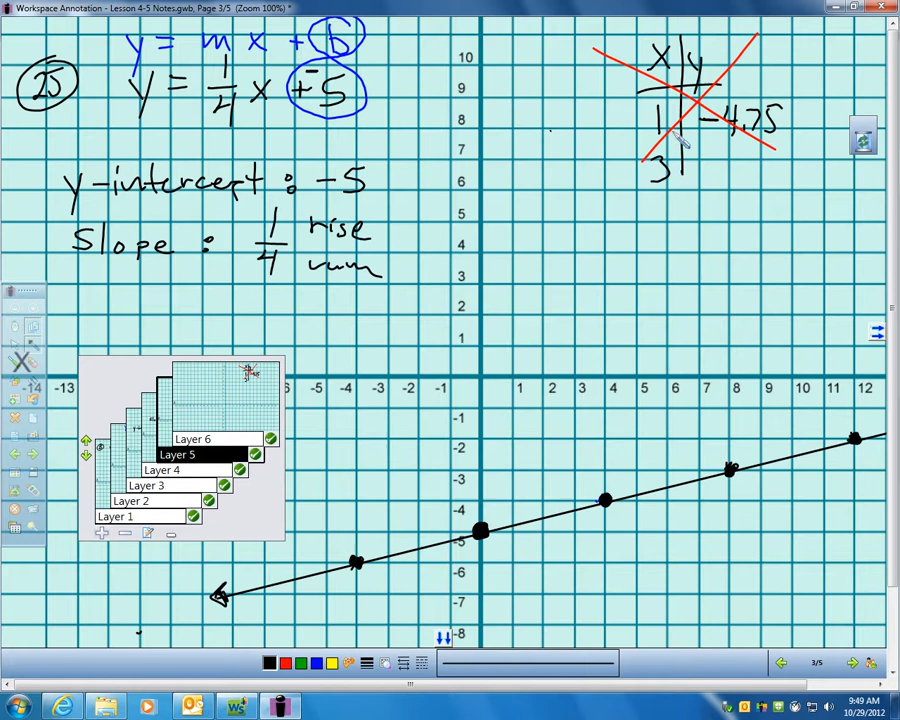 Workspace Annotation - Lesson 4-5 Notes.gwb, Page 3/5 (Zoom 100%) *
y = m x + b
25 y = 1/4 x + -5
y-intercept : -5
Slope : 1/4 rise
run
X y
1 -4.75
3
10
9
8
7
6
5
4
3
2
1
-14 -13 -5 -4 -3 -2 -1 1 2 3 4 5 6 7 8 9 10 11 12
-1
-2
-3
-4
-5
-6
-7
-8
Layer 6
Layer 5
Layer 4
Layer 3
Layer 2
Layer 1
3/5
9:49 AM
10/29/2012